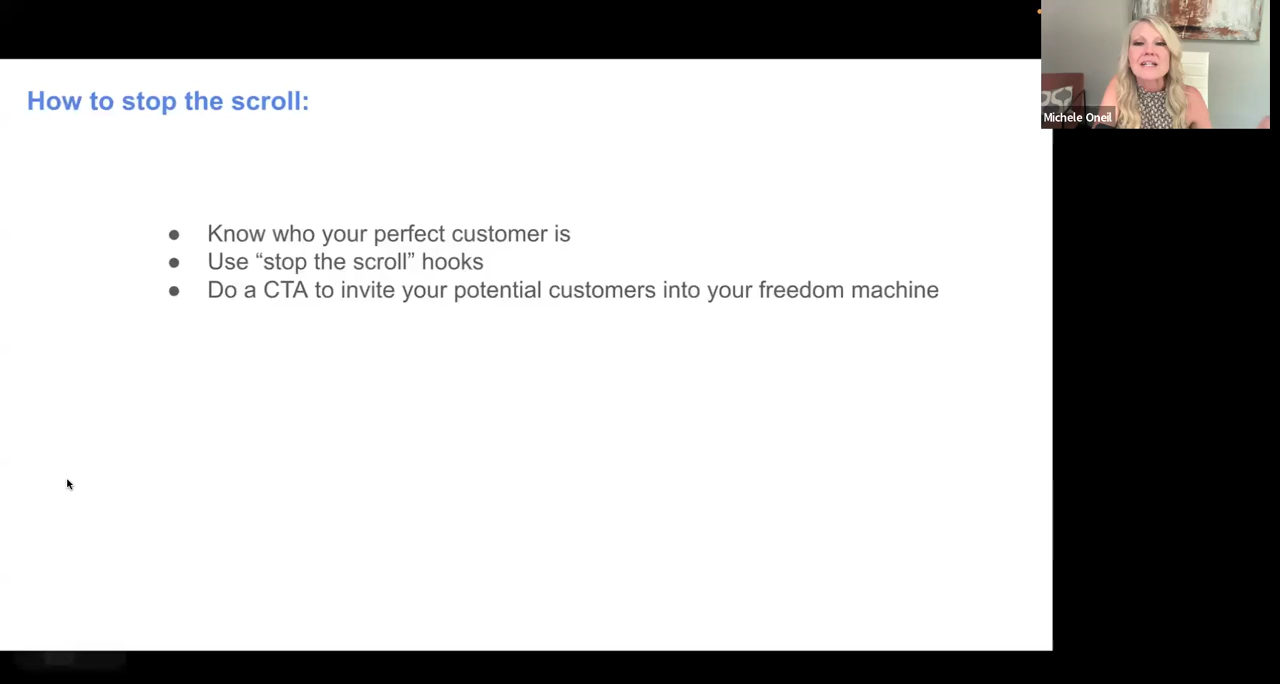 How to stop the scroll:
● Know who your perfect customer is
● Use “stop the scroll” hooks
● Do a CTA to invite your potential customers into your freedom machine
Michele Oneil